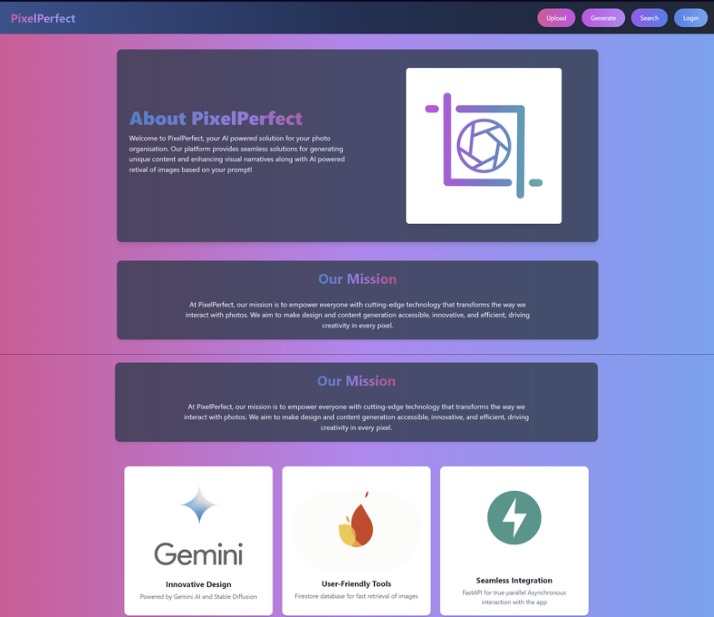 PixelPerfect
Upload
Generate
Search
Login
About PixelPerfect
Welcome to PixelPerfect, your AI powered solution for your photo
organisation. Our platform provides seamless solutions for generating
unique content and enhancing visual narratives along with AI powered
retival of images based on your prompt!
Our Mission
At PixelPerfect, our mission is to empower everyone with cutting-edge technology that transforms the way we
interact with photos. We aim to make design and content generation accessible, innovative, and efficient, driving
creativity in every pixel.
Our Mission
At PixelPerfect, our mission is to empower everyone with cutting-edge technology that transforms the way we
interact with photos. We aim to make design and content generation accessible, innovative, and efficient, driving
creativity in every pixel.
Gemini
Innovative Design
Powered by Gemini AI and Stable Diffusion
User-Friendly Tools
Firestore database for fast retrieval of images
Seamless Integration
FastAPI for true parallel Asynchronous
interaction with the app